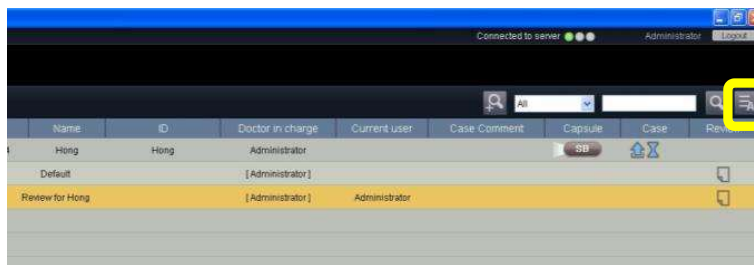 Connected to server Administrator Logout
All
Name ID Doctor in charge Current user Case Comment Capsule Case Review
Hong Hong Administrator SB
Default [Administrator]
Review for Hong [Administrator] Administrator